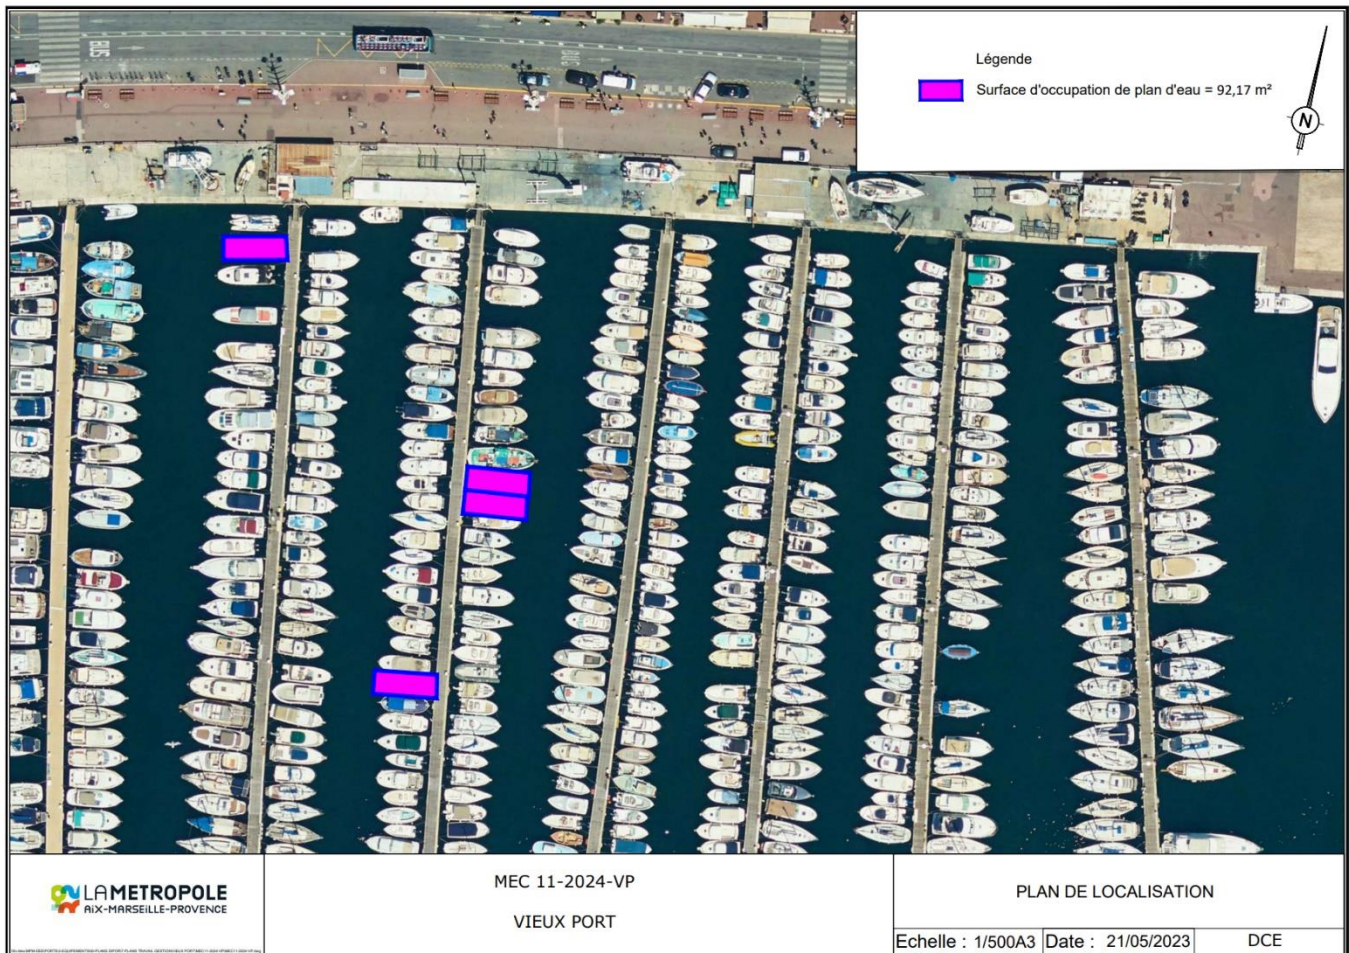 Légende
Surface d'occupation de plan d'eau = 92,17 m²
N
BUS
LAMETROPOLE
AIX-MARSEILLE-PROVENCE
MEC 11-2024-VP
VIEUX PORT
PLAN DE LOCALISATION
Echelle : 1/500A3
Date : 21/05/2023
DCE